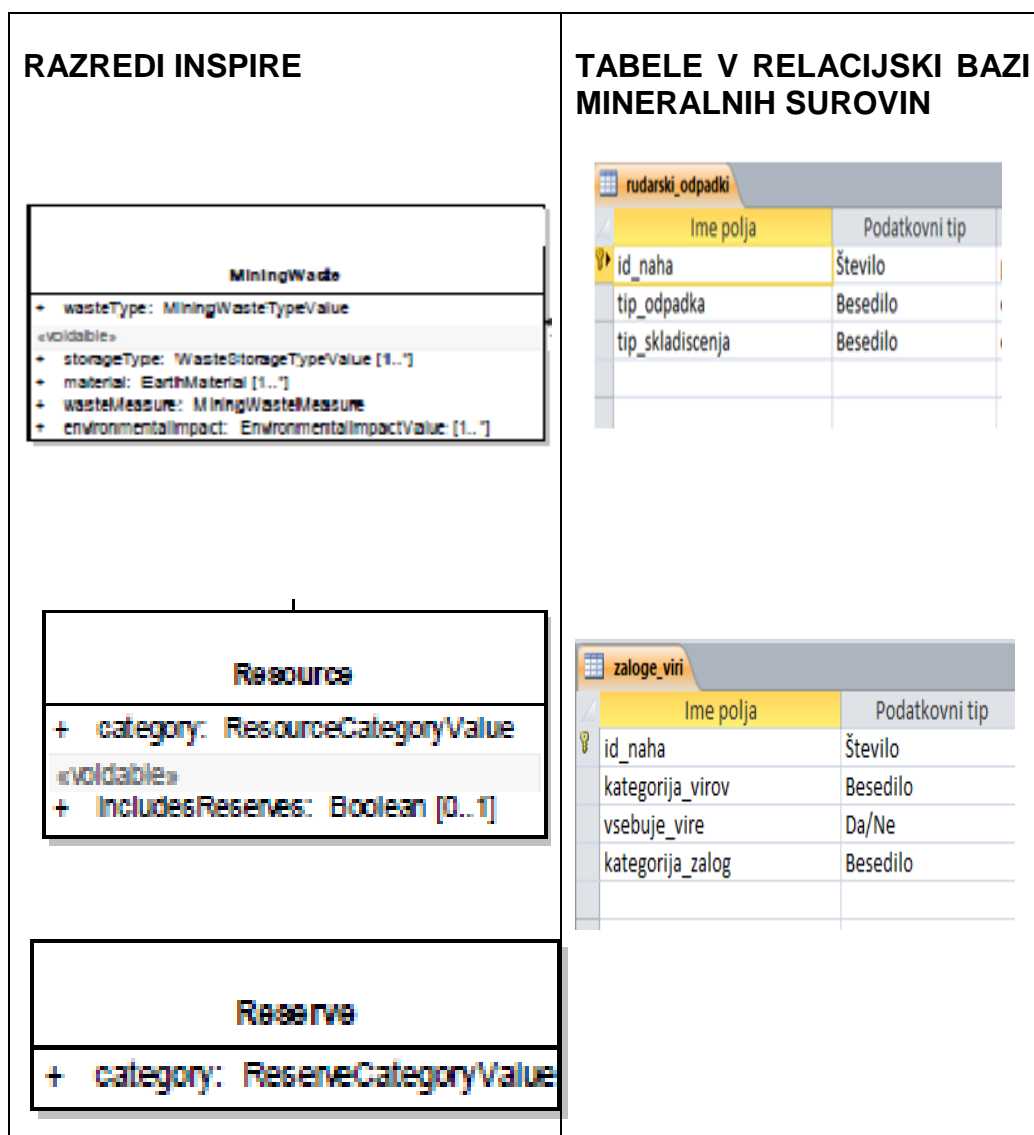 RAZREDI INSPIRE
MiningWaste
+ wasteType: MiningWasteTypeValue
«voidable»
+ storageType: WasteStorageTypeValue [1..*]
+ material: EarthMaterial [1..*]
+ wasteMeasure: MiningWasteMeasure
+ environmentalImpact: EnvironmentalImpactValue [1..*]
Resource
+ category: ResourceCategoryValue
«voidable»
+ includesReserves: Boolean [0..1]
Reserve
+ category: ReserveCategoryValue
TABELE V RELACIJSKI BAZI
MINERALNIH SUROVIN
rudarski_odpadki
Ime polja Podatkovni tip
id_naha Število
tip_odpadka Besedilo
tip_skladiscenja Besedilo
zaloge_viri
Ime polja Podatkovni tip
id_naha Število
kategorija_virov Besedilo
vsebuje_vire Da/Ne
kategorija_zalog Besedilo